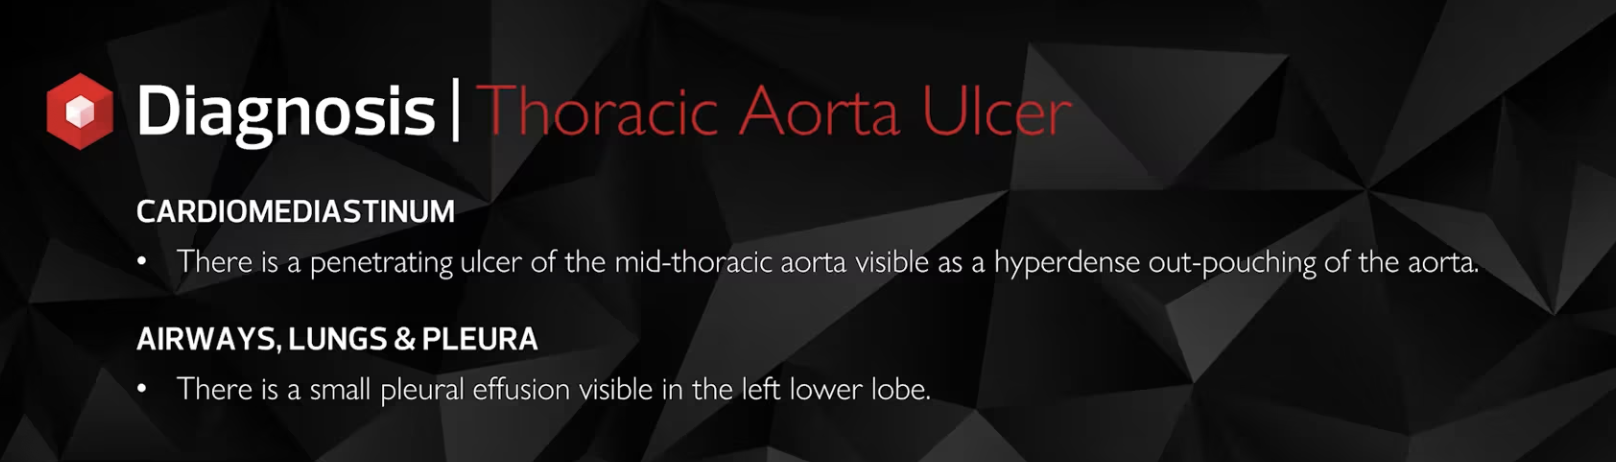 Diagnosis | Thoracic Aorta Ulcer
CARDIOMEDIASTINUM
• There is a penetrating ulcer of the mid-thoracic aorta visible as a hyperdense out-pouching of the aorta.
AIRWAYS, LUNGS & PLEURA
• There is a small pleural effusion visible in the left lower lobe.